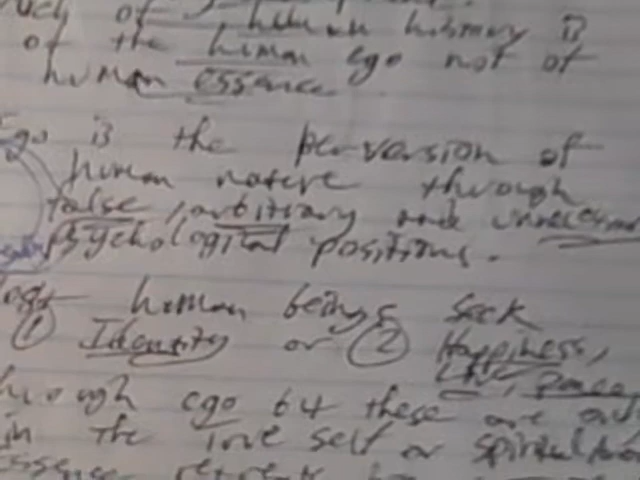 of human history is
of the human ego not of
human essence
Ego is the perversion of
human nature through
false, arbitrary and
psychological positions.
human beings seek
① Identity or ② Happiness,
Love, Peace
through ego but these are
in the true self or spiritual
essence